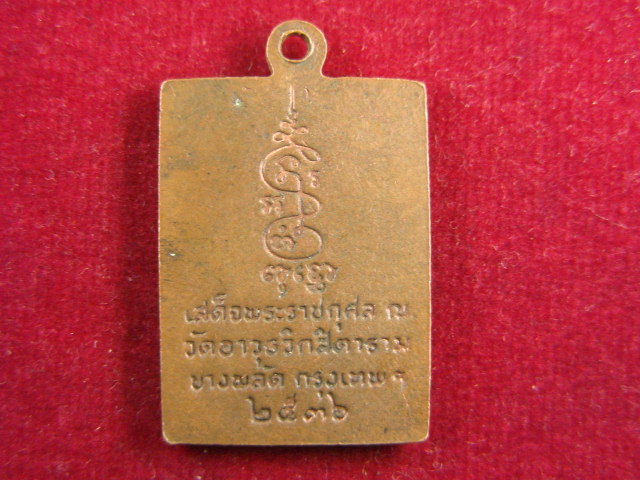 เสด็จพระราชกุศล ณ.
วัดอาวุธวิกสิตาราม
บางพลัด กรุงเทพฯ
๒๕๓๖